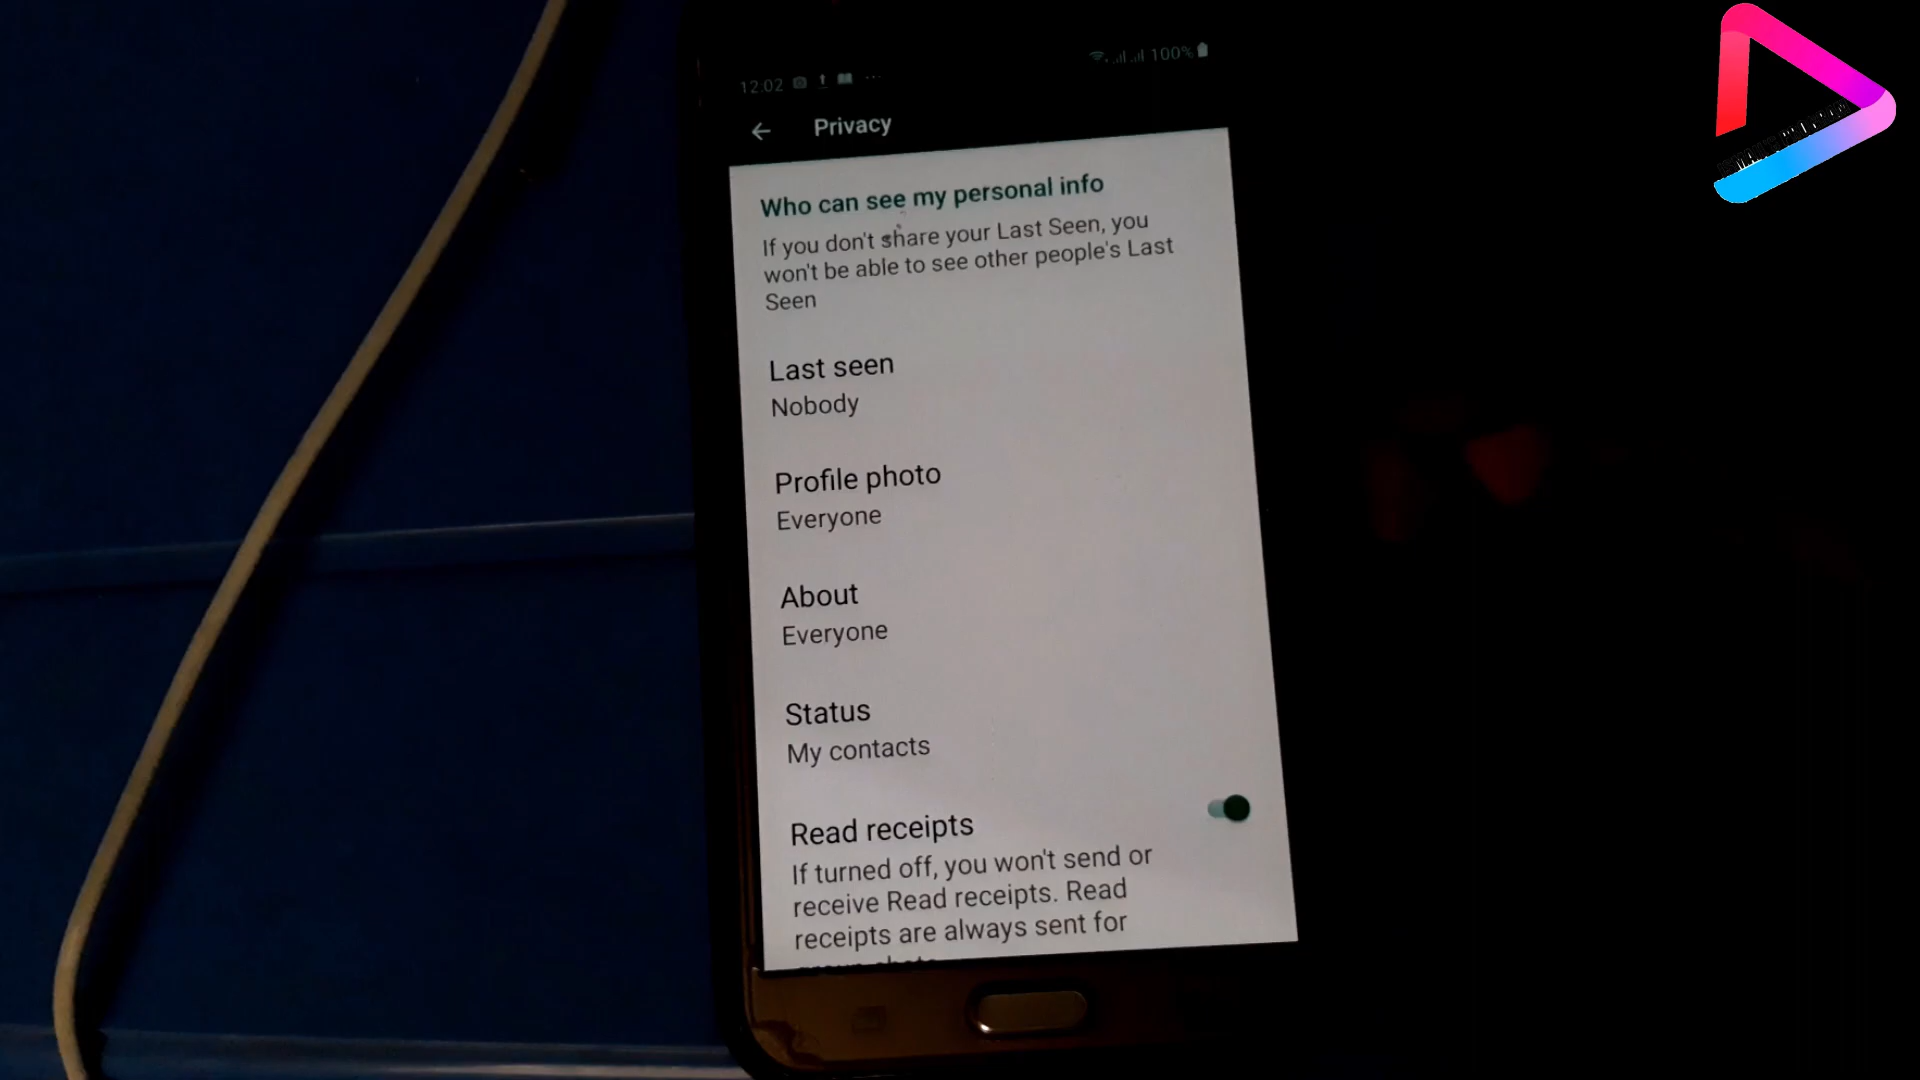 12.02
100%
Privacy
Who can see my personal info
If you don't share your Last Seen, you
won't be able to see other people's Last
Seen
Last seen
Nobody
Profile photo
Everyone
About
Everyone
Status
My contacts
Read receipts
If turned off, you won't send or
receive Read receipts. Read
receipts are always sent for